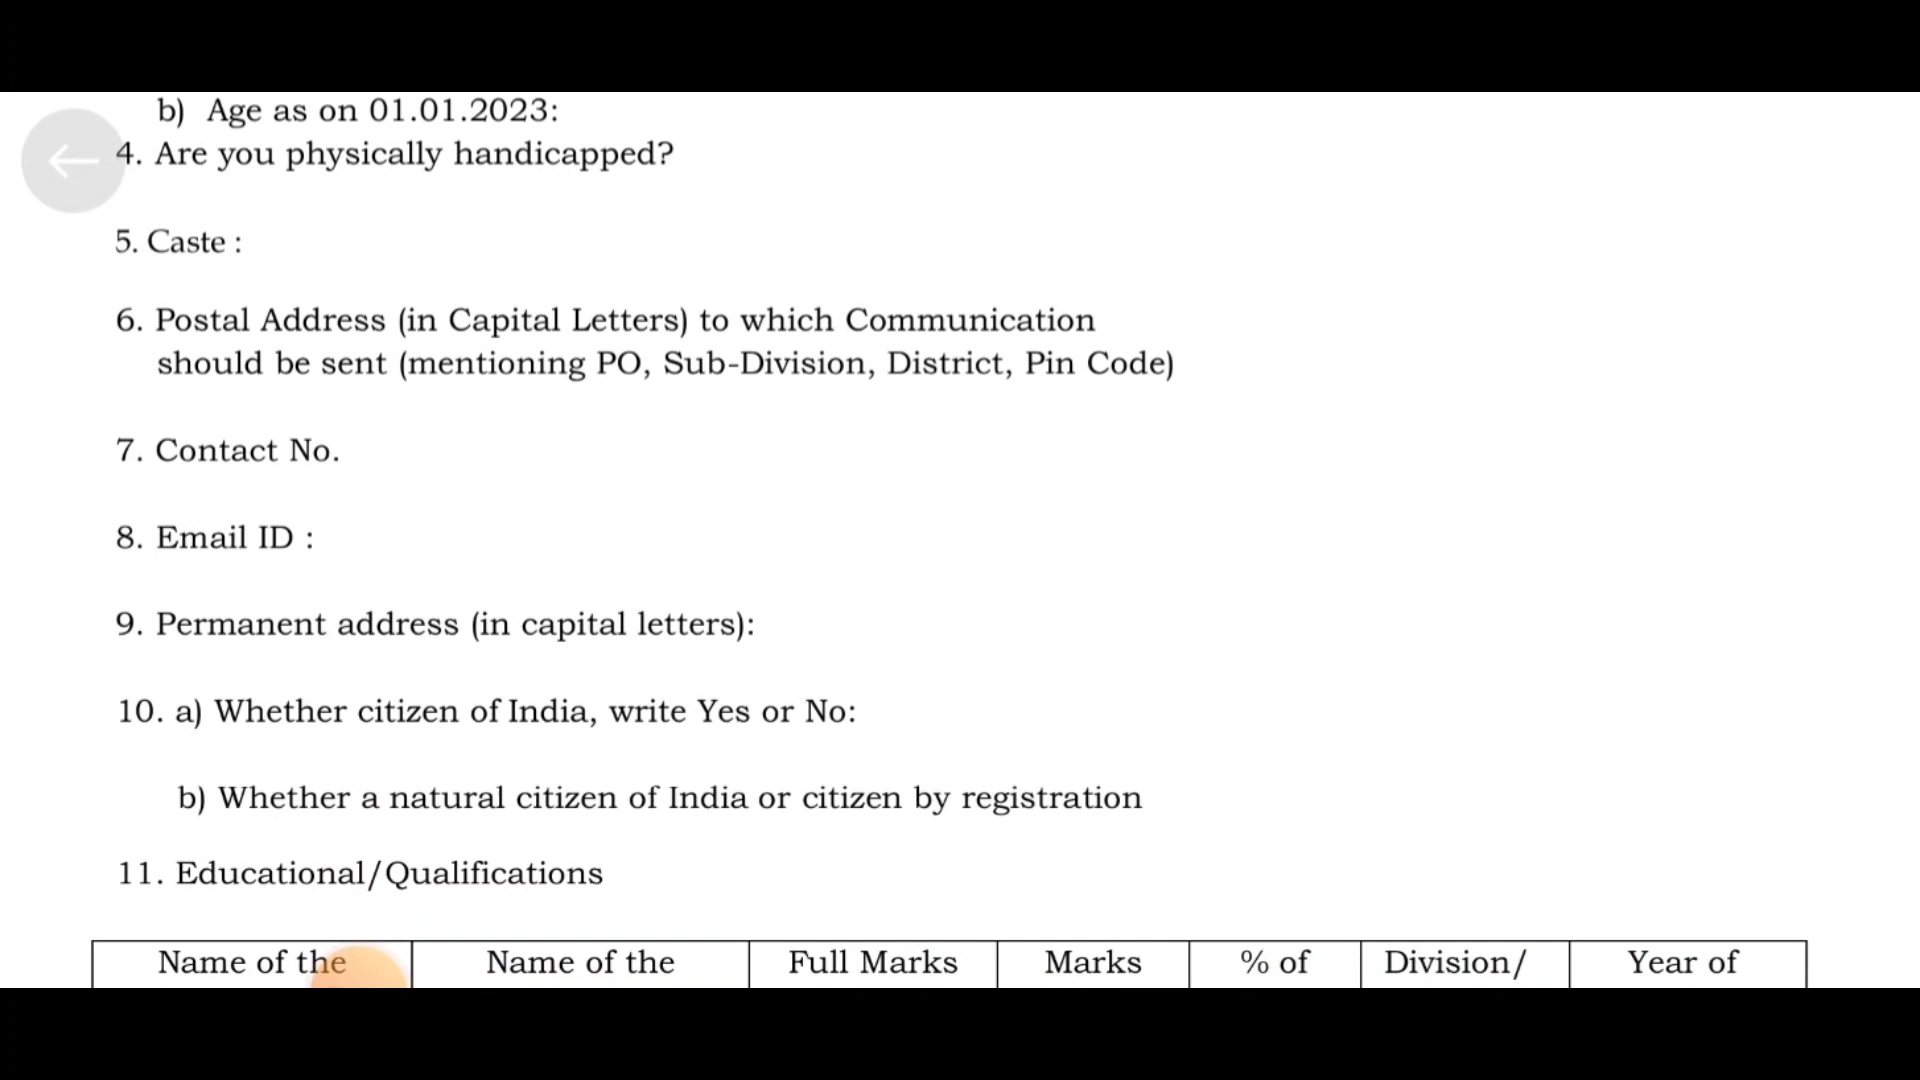 b) Age as on 01.01.2023:
4. Are you physically handicapped?
5. Caste :
6. Postal Address (in Capital Letters) to which Communication
should be sent (mentioning PO, Sub-Division, District, Pin Code)
7. Contact No.
8. Email ID :
9. Permanent address (in capital letters):
10. a) Whether citizen of India, write Yes or No:
b) Whether a natural citizen of India or citizen by registration
11. Educational/Qualifications
Name of the Name of the Full Marks Marks % of Division/ Year of